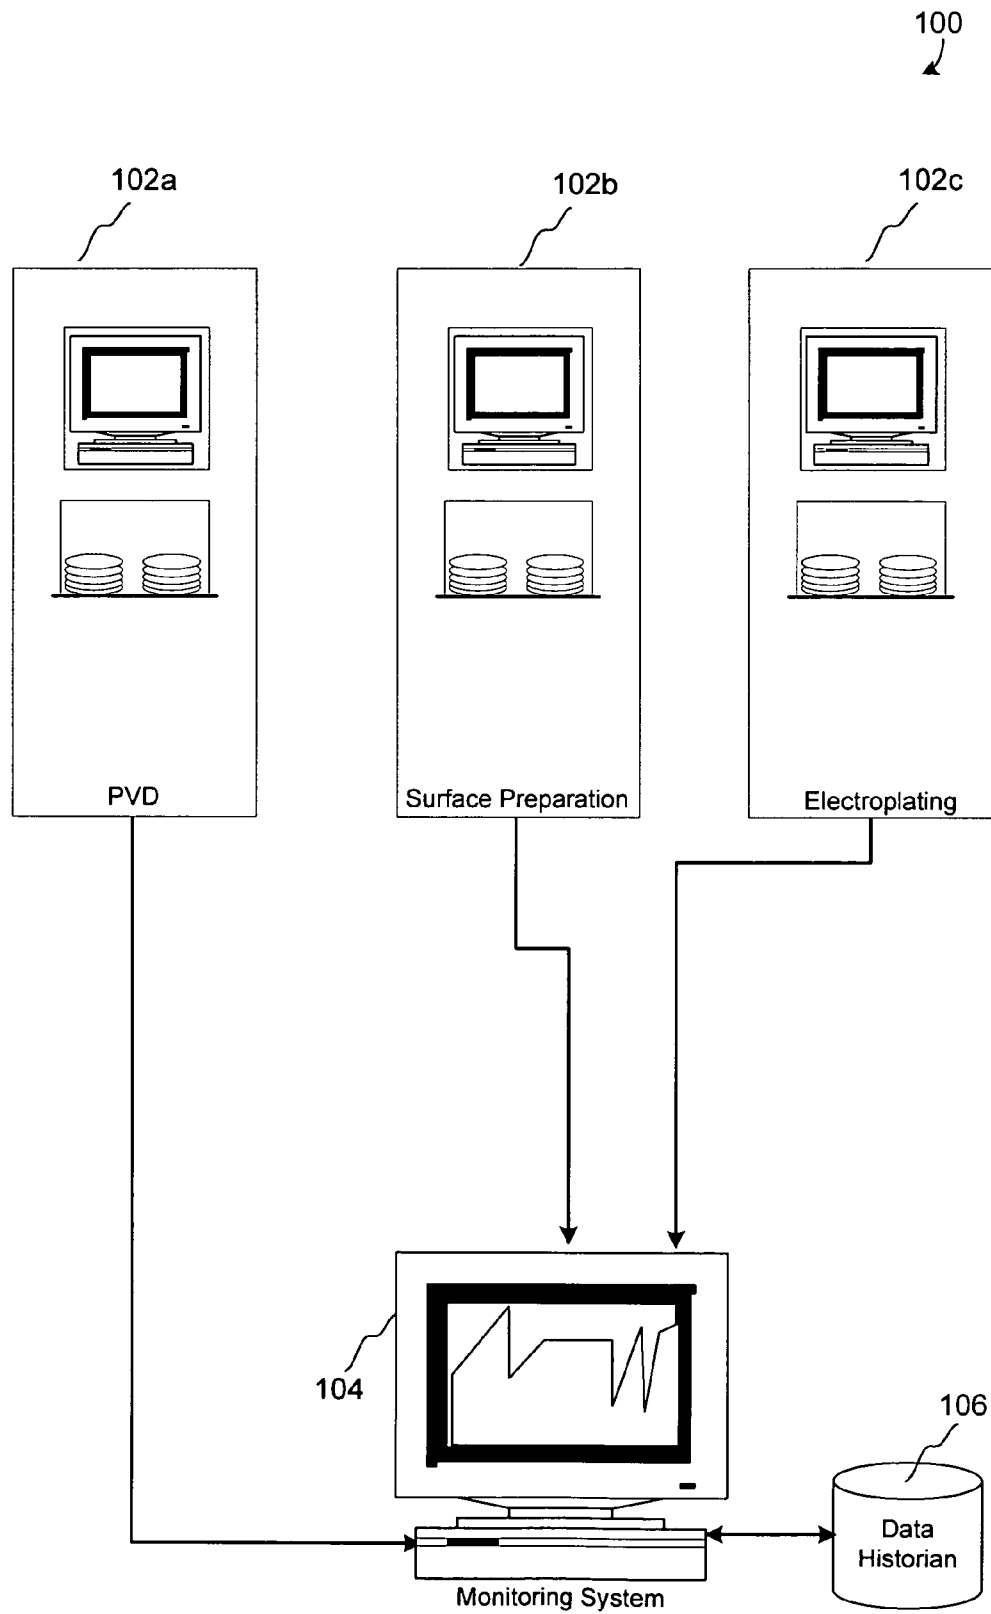 100
102a
102b
102c
PVD
Surface Preparation
Electroplating
104
106
Data
Historian
Monitoring System